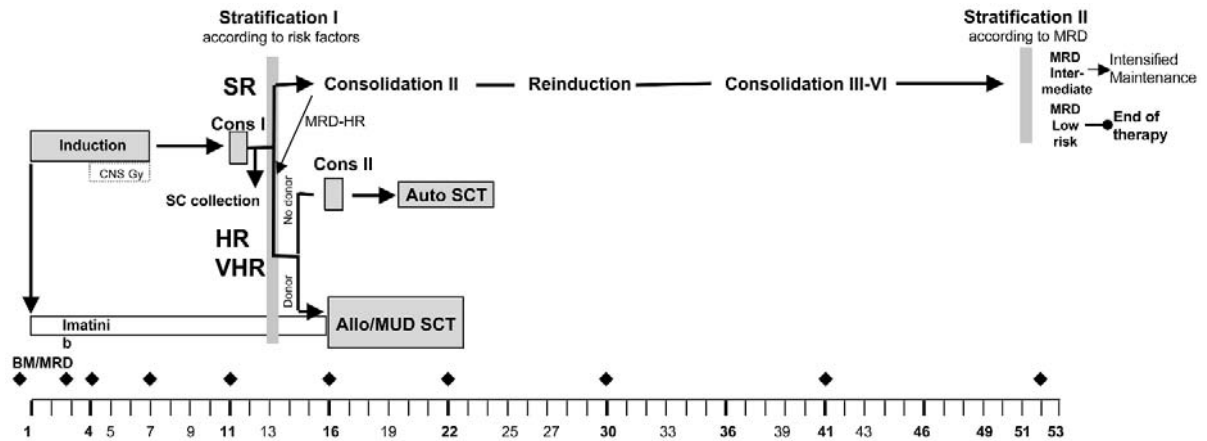 Stratification I
according to risk factors
Stratification II
according to MRD
SR
Consolidation II
Reinduction
Consolidation III-VI
MRD
Inter-
mediate
Intensified
Maintenance
MRD
Low
risk
End of
therapy
Cons I
MRD-HR
Induction
CNS Gy
SC collection
Cons II
No donor
Auto SCT
HR
VHR
Donor
Imatini
b
Allo/MUD SCT
BM/MRD
1 4 5 7 9 11 13 16 19 22 25 27 30 33 36 39 41 43 46 49 51 53